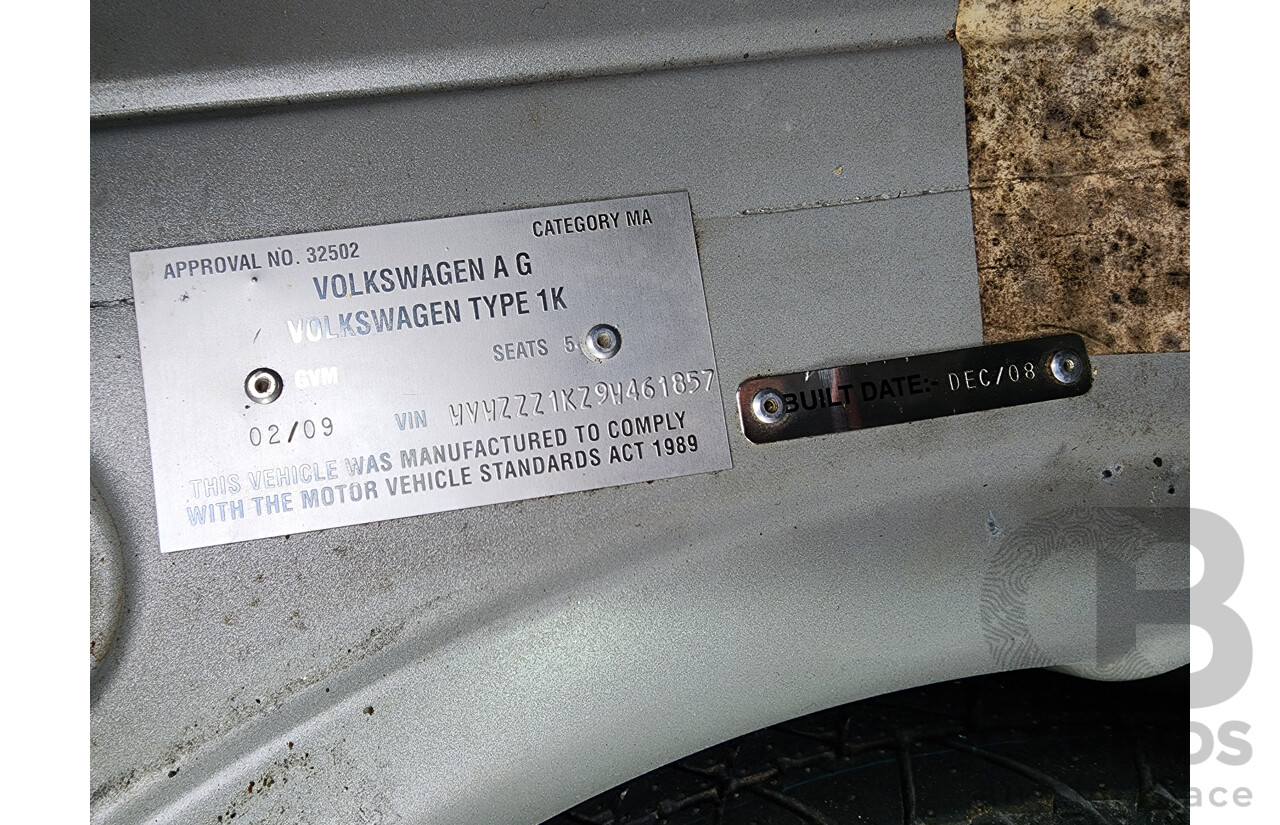 APPROVAL NO. 32502 CATEGORY MA
VOLKSWAGEN A G
VOLKSWAGEN TYPE 1K
SEATS 5
GVM
02/09 VIN WVWZZZ1KZ9W461857
THIS VEHICLE WAS MANUFACTURED TO COMPLY
WITH THE MOTOR VEHICLE STANDARDS ACT 1989
BUILT DATE:- DEC/08